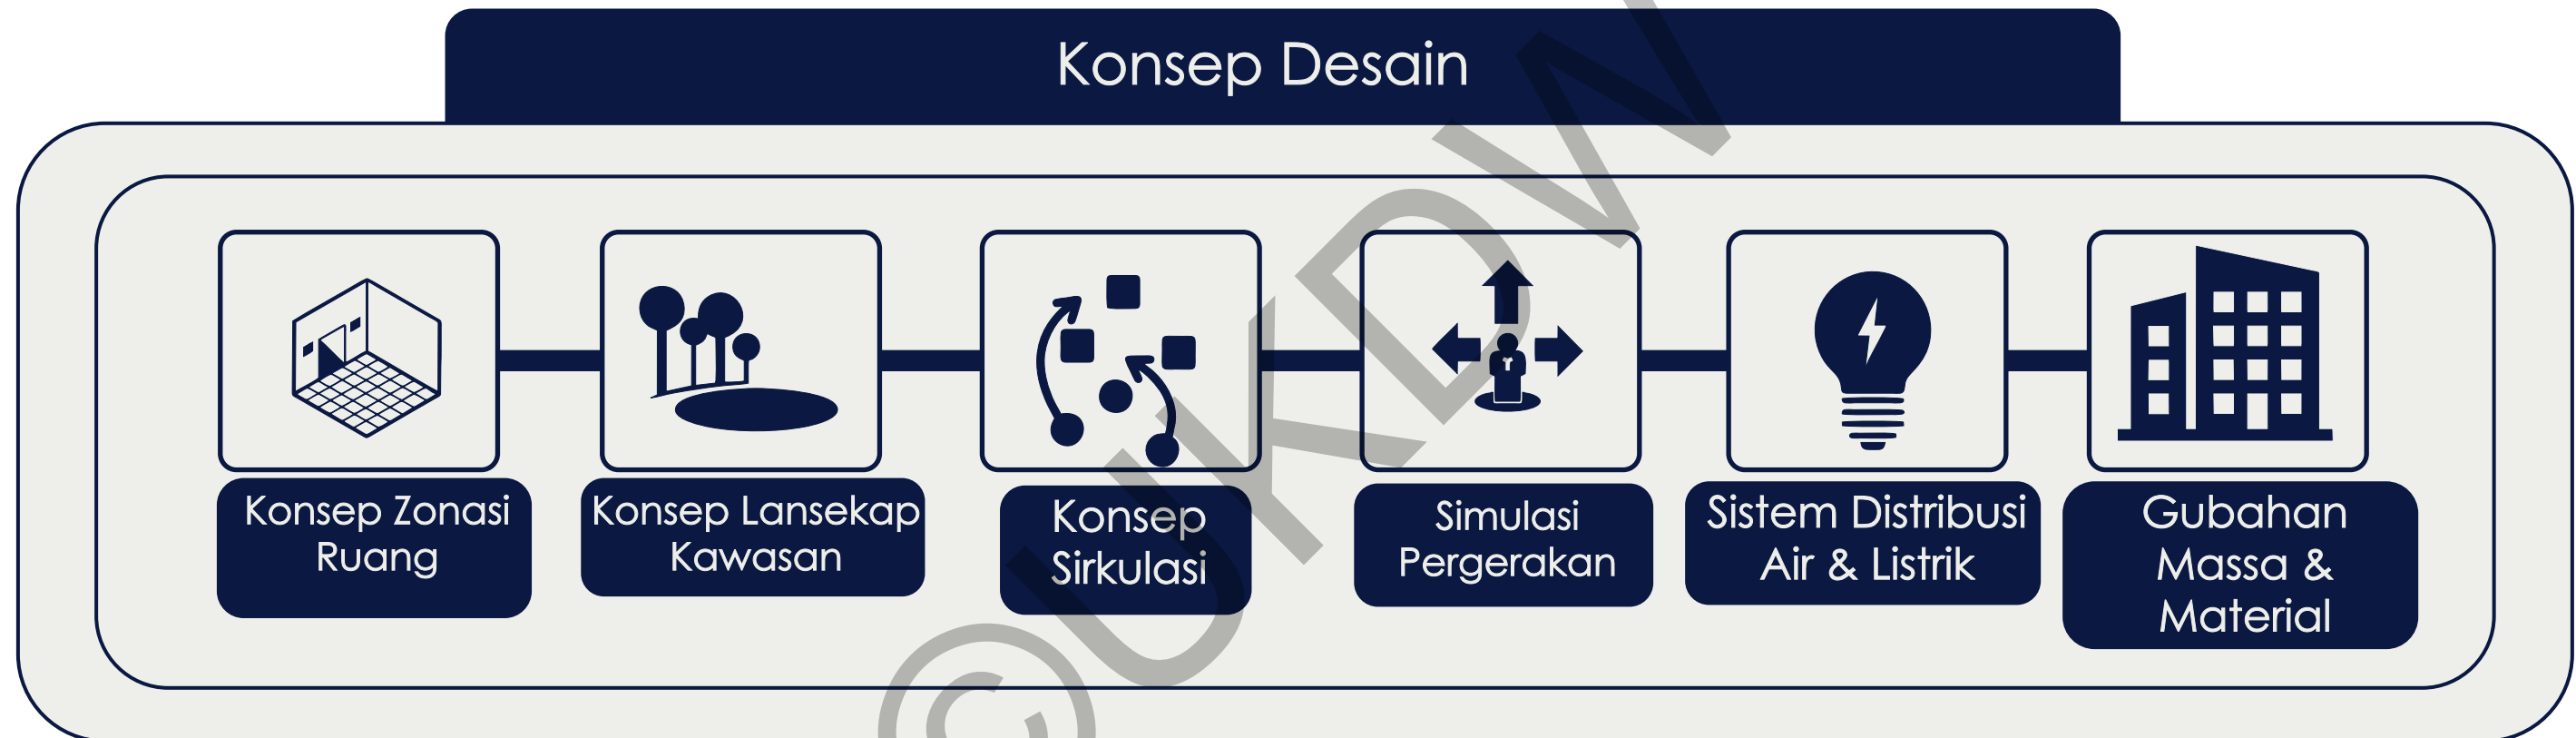 Konsep Desain
Konsep Zonasi
Ruang
Konsep Lansekap
Kawasan
Konsep
Sirkulasi
Simulasi
Pergerakan
Sistem Distribusi
Air & Listrik
Gubahan
Massa &
Material
©UKDW